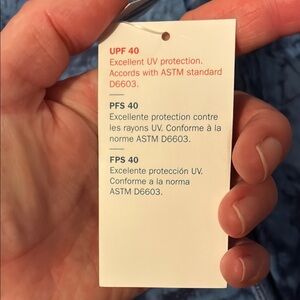 UPF 40
Excellent UV protection.
Accords with ASTM standard
D6603.
PFS 40
Excellente protection contre
les rayons UV. Conforme à la
norme ASTM D6603.
FPS 40
Excelente protección UV.
Conforme a la norma
ASTM D6603.